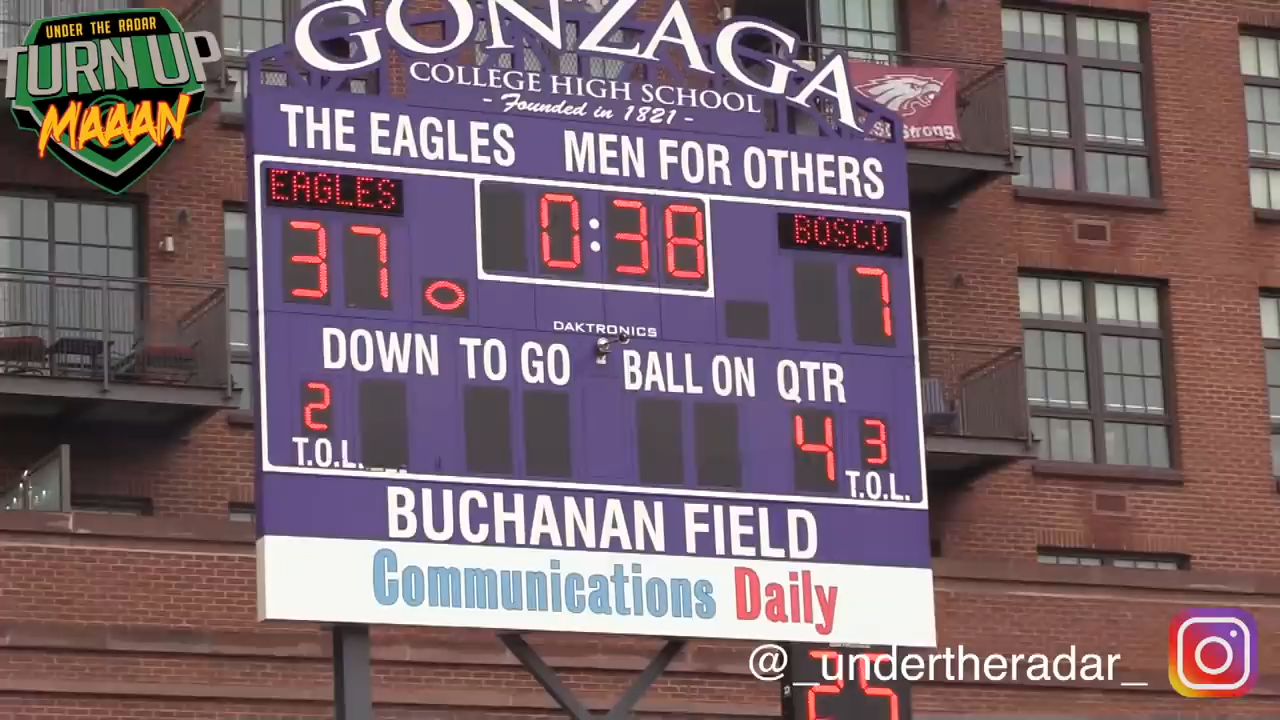 UNDER THE RADAR
TURN UP
MAAAN
GONZAGA
COLLEGE HIGH SCHOOL
- Founded in 1821 -
Strong
THE EAGLES MEN FOR OTHERS
EAGLES 0:38 BOSCO
37 0 7
DAKTRONICS
DOWN TO GO BALL ON QTR
2 4 3
T.O.L. T.O.L.
BUCHANAN FIELD
Communications Daily
@_undertheradar_
25